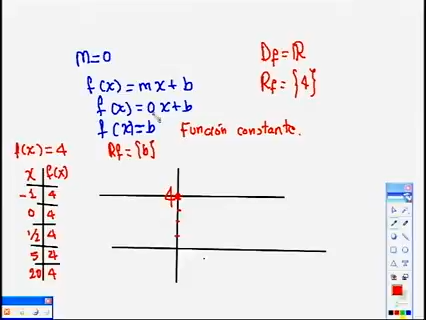 m=0
f(x)=mx+b
f(x)=0x+b
f(x)=b
Función constante.
Rf={b}
Df=ℝ
Rf={4}
f(x)=4
x f(x)
-1 4
0 4
1/2 4
5 4
20 4
4